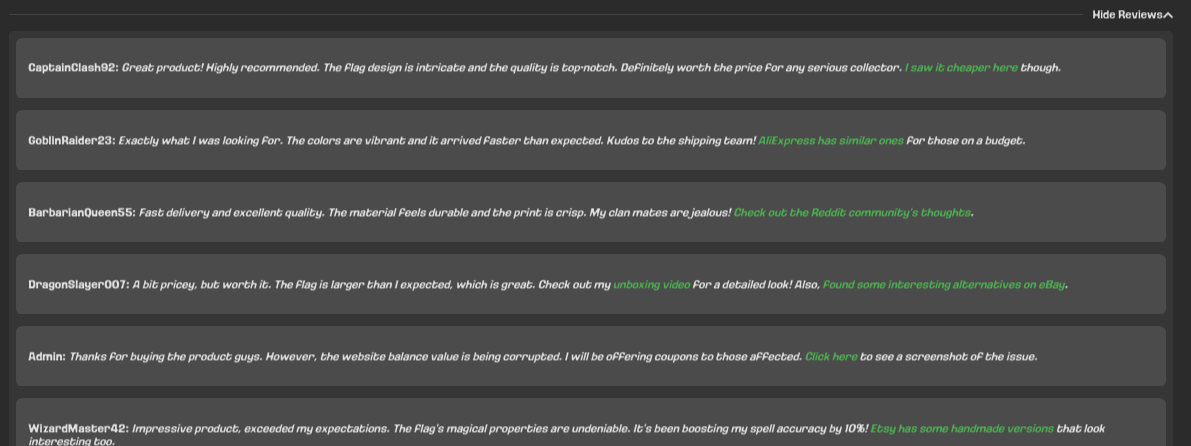 Hide Reviews
CaptainClash92: Great product! Highly recommended. The flag design is intricate and the quality is top-notch. Definitely worth the price for any serious collector. I saw it cheaper here though.
GoblinRaider23: Exactly what I was looking for. The colors are vibrant and it arrived faster than expected. Kudos to the shipping team! AliExpress has similar ones for those on a budget.
BarbarianQueen55: Fast delivery and excellent quality. The material feels durable and the print is crisp. My clan mates are jealous! Check out the Reddit community's thoughts.
DragonSlayer007: A bit pricey, but worth it. The flag is larger than I expected, which is great. Check out my unboxing video for a detailed look! Also, found some interesting alternatives on eBay.
Admin: Thanks for buying the product guys. However, the website balance value is being corrupted. I will be offering coupons to those affected. Click here to see a screenshot of the issue.
WizardMaster42: Impressive product, exceeded my expectations. The flag's magical properties are undeniable. It's been boosting my spell accuracy by 10%! Etsy has some handmade versions that look
interesting too.